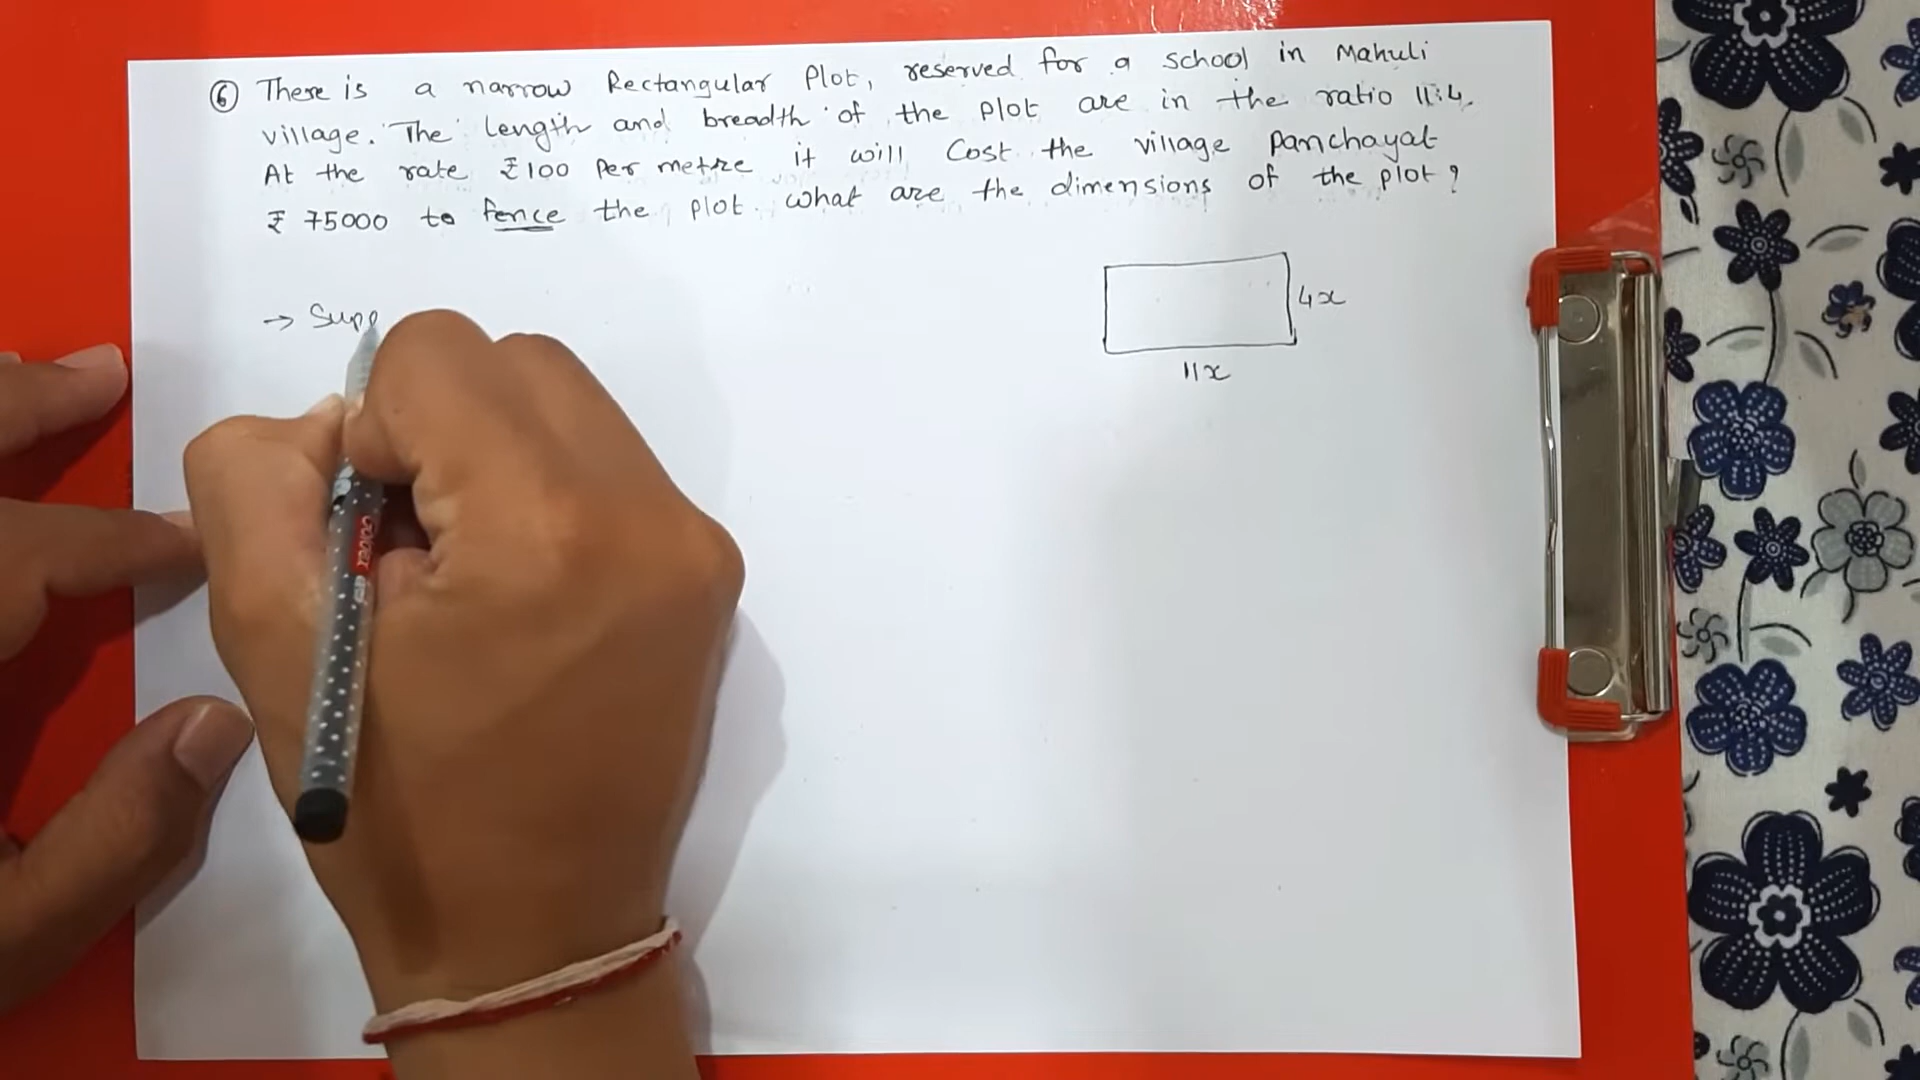 ⑥ There is a narrow Rectangular Plot, reserved for a school in Mahuli
village. The length and breadth of the plot are in the ratio 11:4.
At the rate ₹100 Per metre it will Cost the village Panchayat
₹ 75000 to fence the plot. what are the dimensions of the plot ?
4x
11x
→ Supp